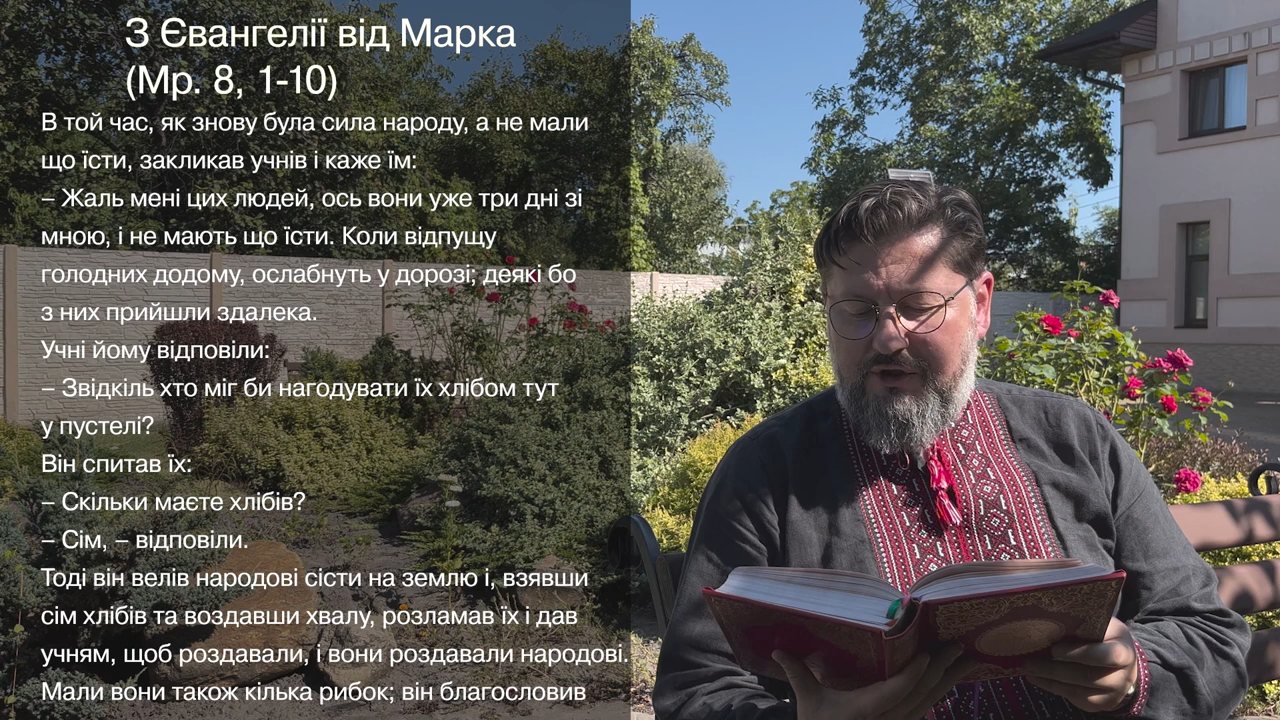 З Євангелії від Марка
(Мр. 8, 1-10)
В той час, як знову була сила народу, а не мали
що їсти, закликав учнів і каже їм:
– Жаль мені цих людей, ось вони уже три дні зі
мною, і не мають що їсти. Коли відпущу
голодних додому, ослабнуть у дорозі; деякі бо
з них прийшли здалека.
Учні йому відповіли:
– Звідкіль хто міг би нагодувати їх хлібом тут
у пустелі?
Він спитав їх:
– Скільки маєте хлібів?
– Сім, – відповіли.
Тоді він велів народові сісти на землю і, взявши
сім хлібів та воздавши хвалу, розламав їх і дав
учням, щоб роздавали, і вони роздавали народові.
Мали вони також кілька рибок; він благословив